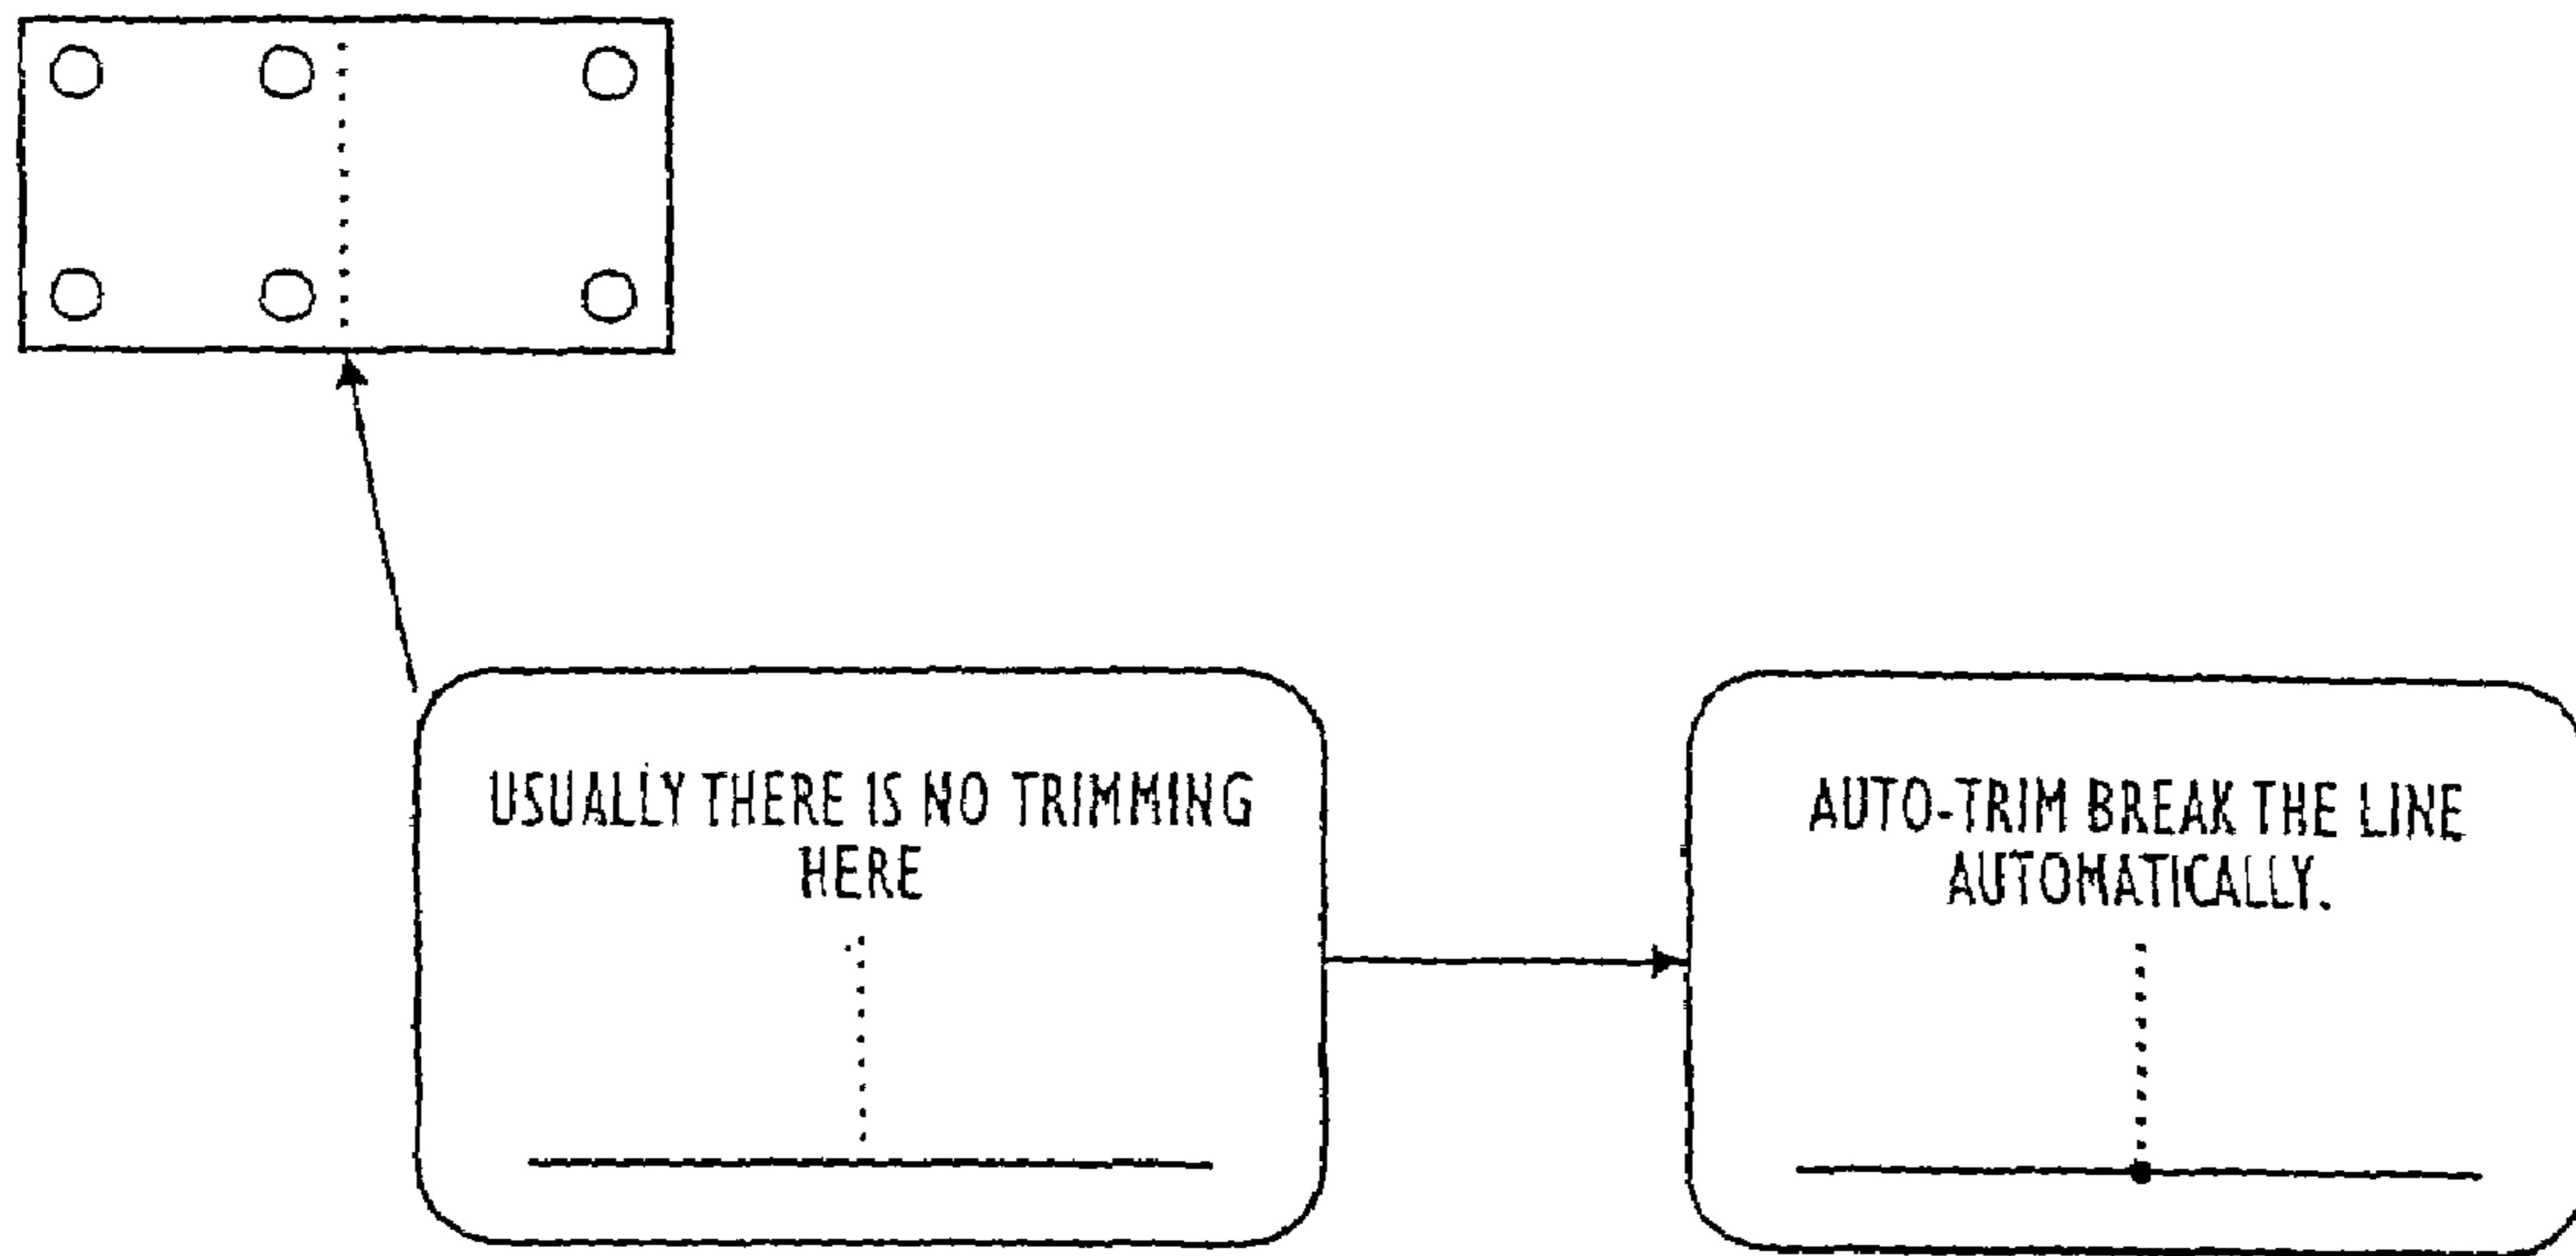 USUALLY THERE IS NO TRIMMING
HERE
AUTO-TRIM BREAK THE LINE
AUTOMATICALLY.